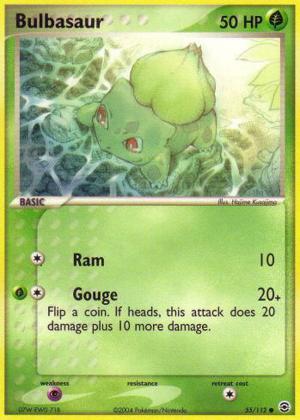 Bulbasaur 50 HP
Illus. Hajime Kusajima
BASIC
Ram 10
Gouge 20+
Flip a coin. If heads, this attack does 20
damage plus 10 more damage.
weakness resistance retreat cost
©2004 Pokémon/Nintendo 55/112